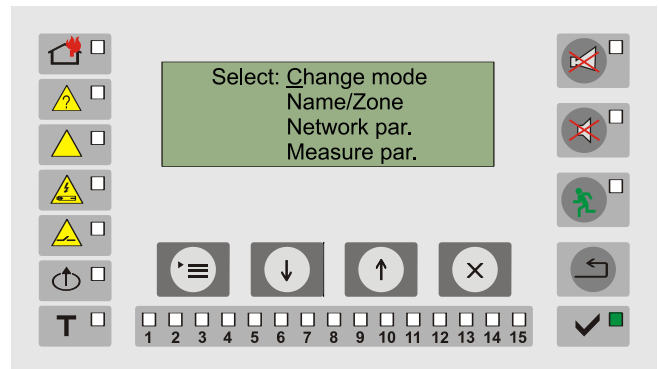 Select: Change mode
Name/Zone
Network par.
Measure par.
?
T
1 2 3 4 5 6 7 8 9 10 11 12 13 14 15